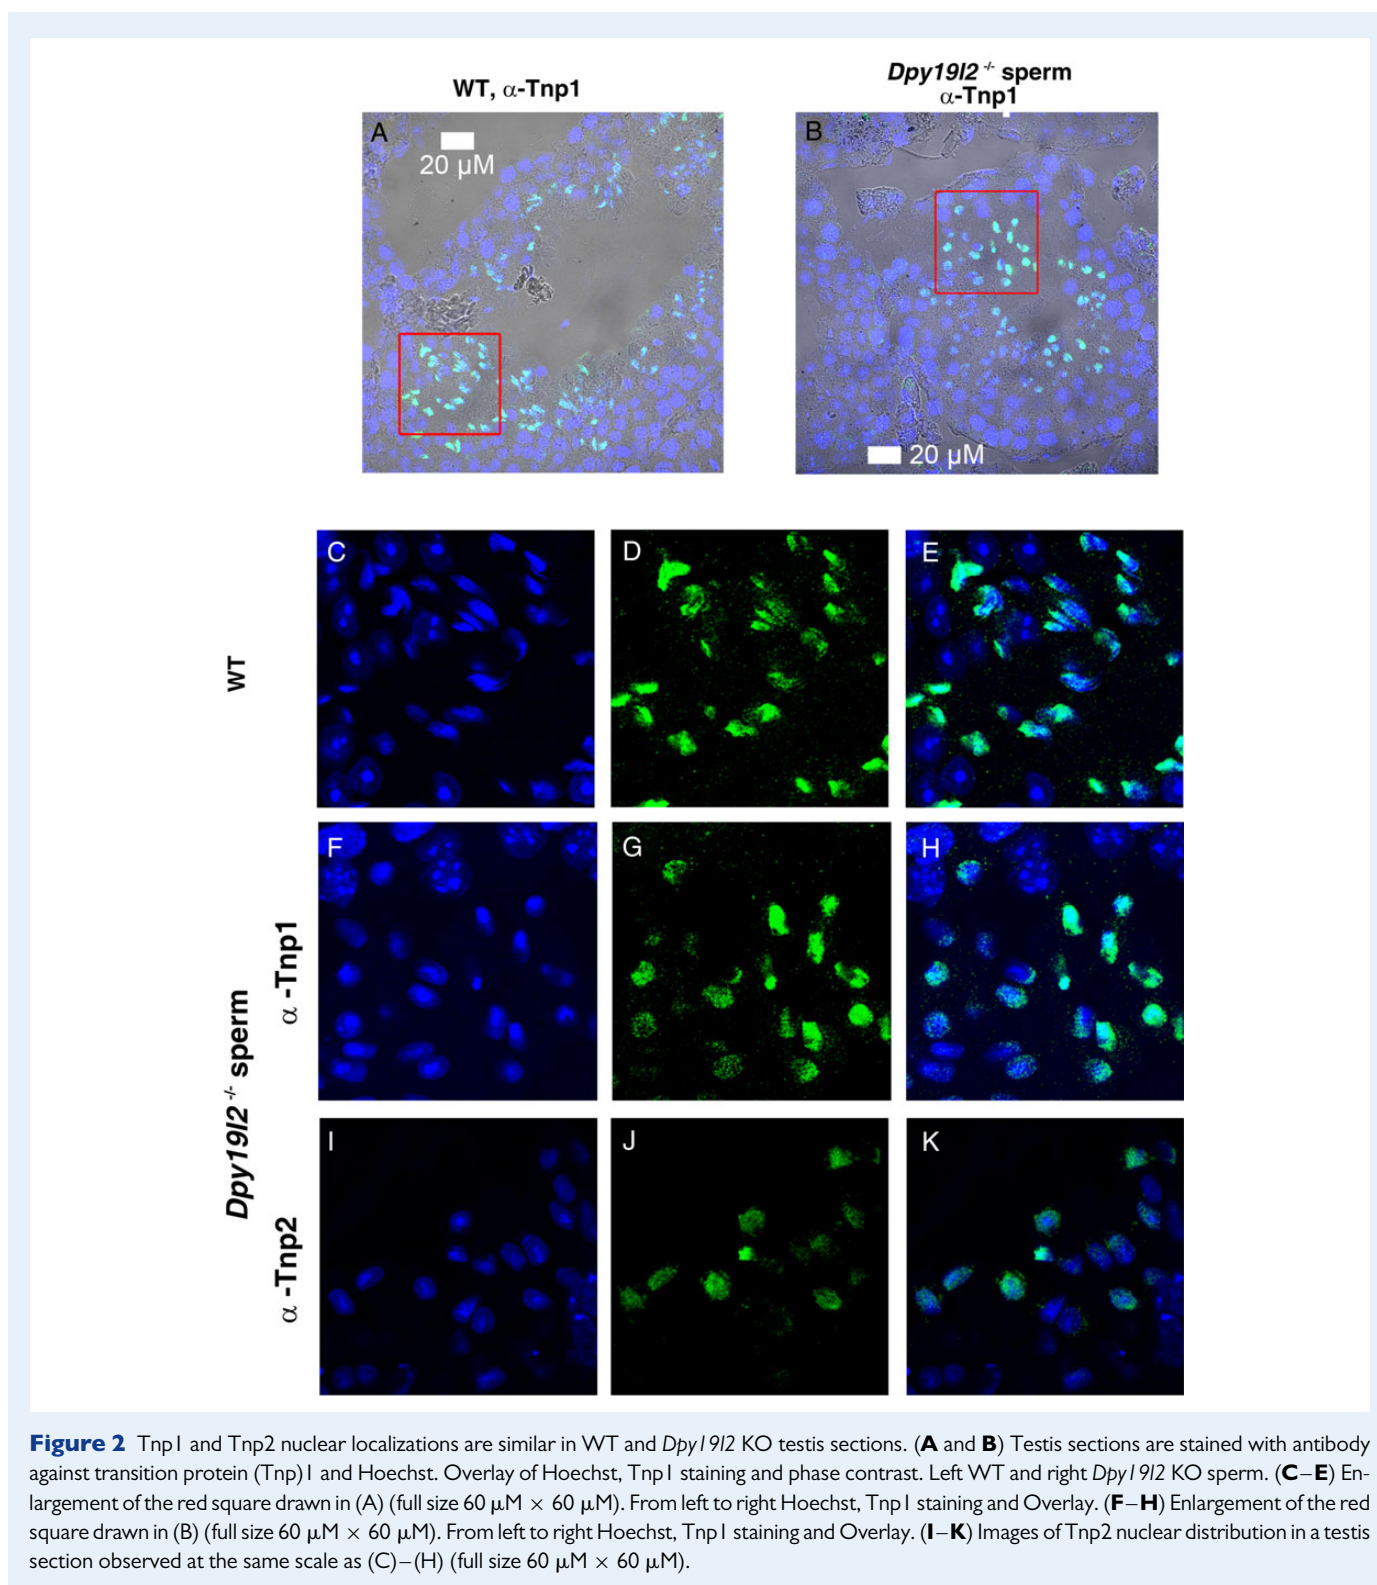 WT, α-Tnp1
Dpy19l2 -/- sperm
α-Tnp1
A
20 μM
B
20 μM
WT
C
D
E
Dpy19l2 -/- sperm
α -Tnp1
F
G
H
α -Tnp2
I
J
K
Figure 2 Tnp1 and Tnp2 nuclear localizations are similar in WT and Dpy19l2 KO testis sections. (A and B) Testis sections are stained with antibody
against transition protein (Tnp)1 and Hoechst. Overlay of Hoechst, Tnp1 staining and phase contrast. Left WT and right Dpy19l2 KO sperm. (C–E) En-
largement of the red square drawn in (A) (full size 60 μM × 60 μM). From left to right Hoechst, Tnp1 staining and Overlay. (F–H) Enlargement of the red
square drawn in (B) (full size 60 μM × 60 μM). From left to right Hoechst, Tnp1 staining and Overlay. (I–K) Images of Tnp2 nuclear distribution in a testis
section observed at the same scale as (C)–(H) (full size 60 μM × 60 μM).